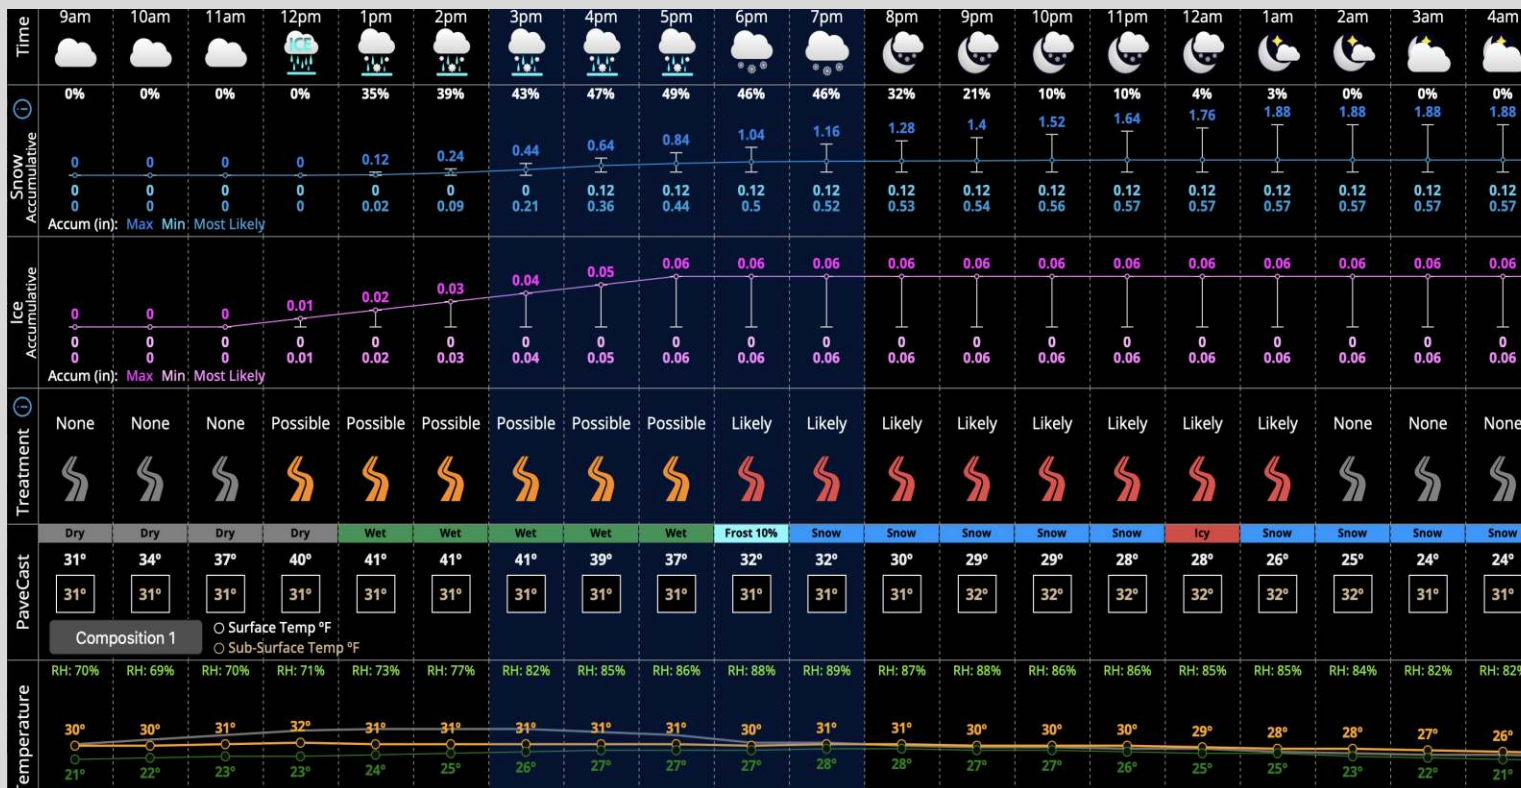 Time 9am 10am 11am 12pm 1pm 2pm 3pm 4pm 5pm 6pm 7pm 8pm 9pm 10pm 11pm 12am 1am 2am 3am 4am
ICE
0% 0% 0% 0% 35% 39% 43% 47% 49% 46% 46% 32% 21% 10% 10% 4% 3% 0% 0% 0%
Snow
Accumulative
0 0 0 0 0.12 0.24 0.44 0.64 0.84 1.04 1.16 1.28 1.4 1.52 1.64 1.76 1.88 1.88 1.88 1.88
0 0 0 0 0 0 0 0.12 0.12 0.12 0.12 0.12 0.12 0.12 0.12 0.12 0.12 0.12 0.12 0.12
0 0 0 0 0.02 0.09 0.21 0.36 0.44 0.5 0.52 0.53 0.54 0.56 0.57 0.57 0.57 0.57 0.57 0.57
Accum (in): Max Min Most Likely
Ice
Accumulative
0 0 0 0.01 0.02 0.03 0.04 0.05 0.06 0.06 0.06 0.06 0.06 0.06 0.06 0.06 0.06 0.06 0.06 0.06
0 0 0 0 0 0 0 0 0 0 0 0 0 0 0 0 0 0 0 0
0 0 0 0.01 0.02 0.03 0.04 0.05 0.06 0.06 0.06 0.06 0.06 0.06 0.06 0.06 0.06 0.06 0.06 0.06
Accum (in): Max Min Most Likely
Treatment
None None None Possible Possible Possible Possible Possible Possible Likely Likely Likely Likely Likely Likely Likely Likely None None None
PaveCast
Dry Dry Dry Dry Wet Wet Wet Wet Wet Frost 10% Snow Snow Snow Snow Snow Icy Snow Snow Snow Snow
31° 34° 37° 40° 41° 41° 41° 39° 37° 32° 32° 30° 29° 29° 28° 28° 26° 25° 24° 24°
31° 31° 31° 31° 31° 31° 31° 31° 31° 31° 31° 31° 32° 32° 32° 32° 32° 32° 31° 31°
Composition 1
Surface Temp °F
Sub-Surface Temp °F
Temperature
RH: 70% RH: 69% RH: 70% RH: 71% RH: 73% RH: 77% RH: 82% RH: 85% RH: 86% RH: 88% RH: 89% RH: 87% RH: 88% RH: 86% RH: 86% RH: 85% RH: 85% RH: 84% RH: 82% RH: 82%
30° 30° 31° 32° 31° 31° 31° 31° 31° 30° 31° 31° 30° 30° 30° 29° 28° 28° 27° 26°
21° 22° 23° 23° 24° 25° 26° 27° 27° 27° 28° 28° 27° 27° 26° 25° 25° 23° 22° 21°